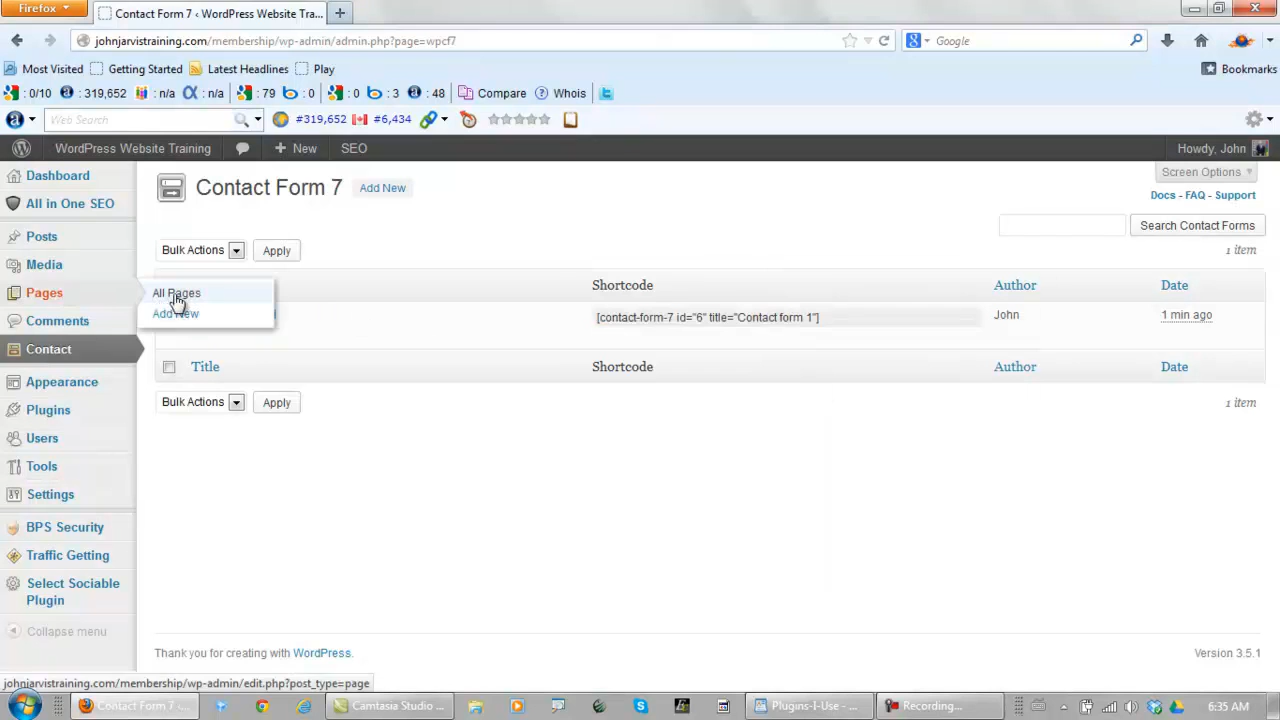 Firefox
Contact Form 7 ‹ WordPress Website Tra...
johnjarvistraining.com/membership/wp-admin/admin.php?page=wpcf7
Google
Most Visited Getting Started Latest Headlines Play
Bookmarks
: 0/10 : 319,652 : n/a : n/a : 79 : 0 : 0 : 3 : 48 Compare Whois
Web Search #319,652 #6,434
WordPress Website Training + New SEO Howdy, John
Dashboard
All in One SEO
Posts
Media
Pages
Comments
Contact
Appearance
Plugins
Users
Tools
Settings
BPS Security
Traffic Getting
Select Sociable
Plugin
Collapse menu
All Pages
Add New
Contact Form 7 Add New
Screen Options
Docs - FAQ - Support
Search Contact Forms
Bulk Actions Apply 1 item
Shortcode Author Date
[contact-form-7 id="6" title="Contact form 1"] John 1 min ago
Title Shortcode Author Date
Bulk Actions Apply 1 item
Thank you for creating with WordPress. Version 3.5.1
johnjarvistraining.com/membership/wp-admin/edit.php?post_type=page
Contact Form 7 ‹... Camtasia Studio ... Plugins-I-Use - ... Recording... 6:35 AM